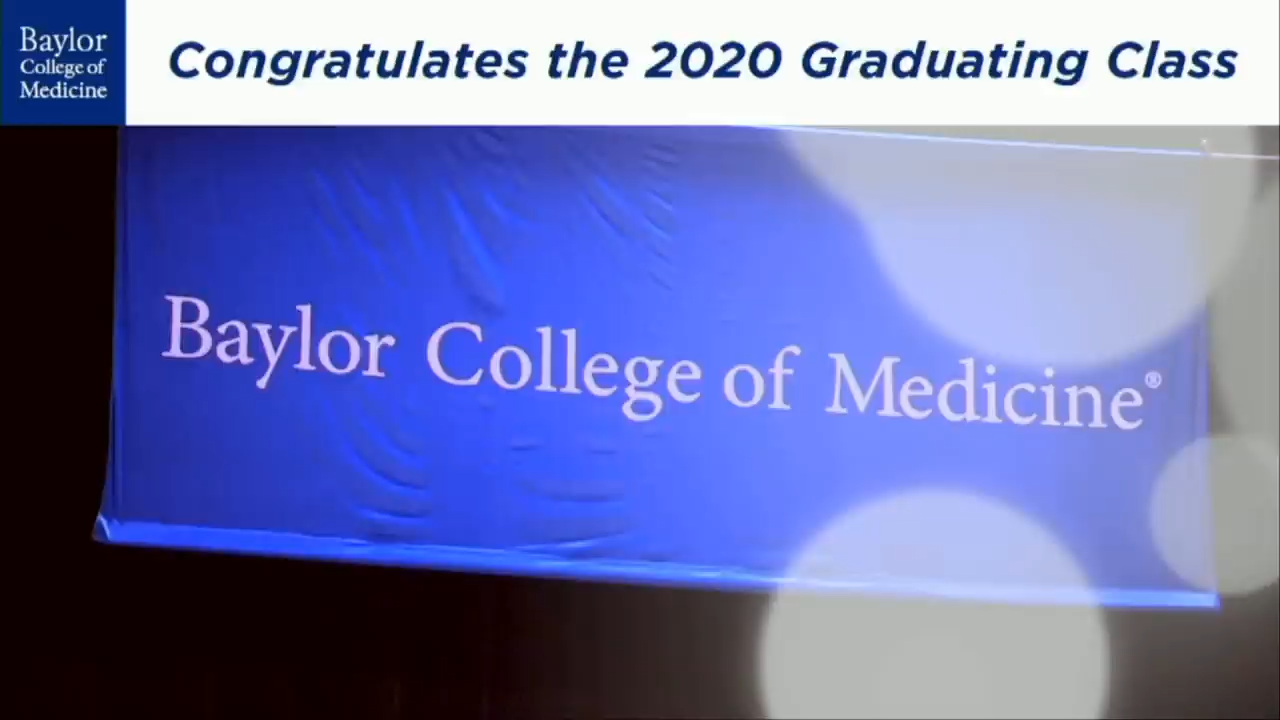 Baylor
College of
Medicine
Congratulates the 2020 Graduating Class
Baylor College of Medicine®